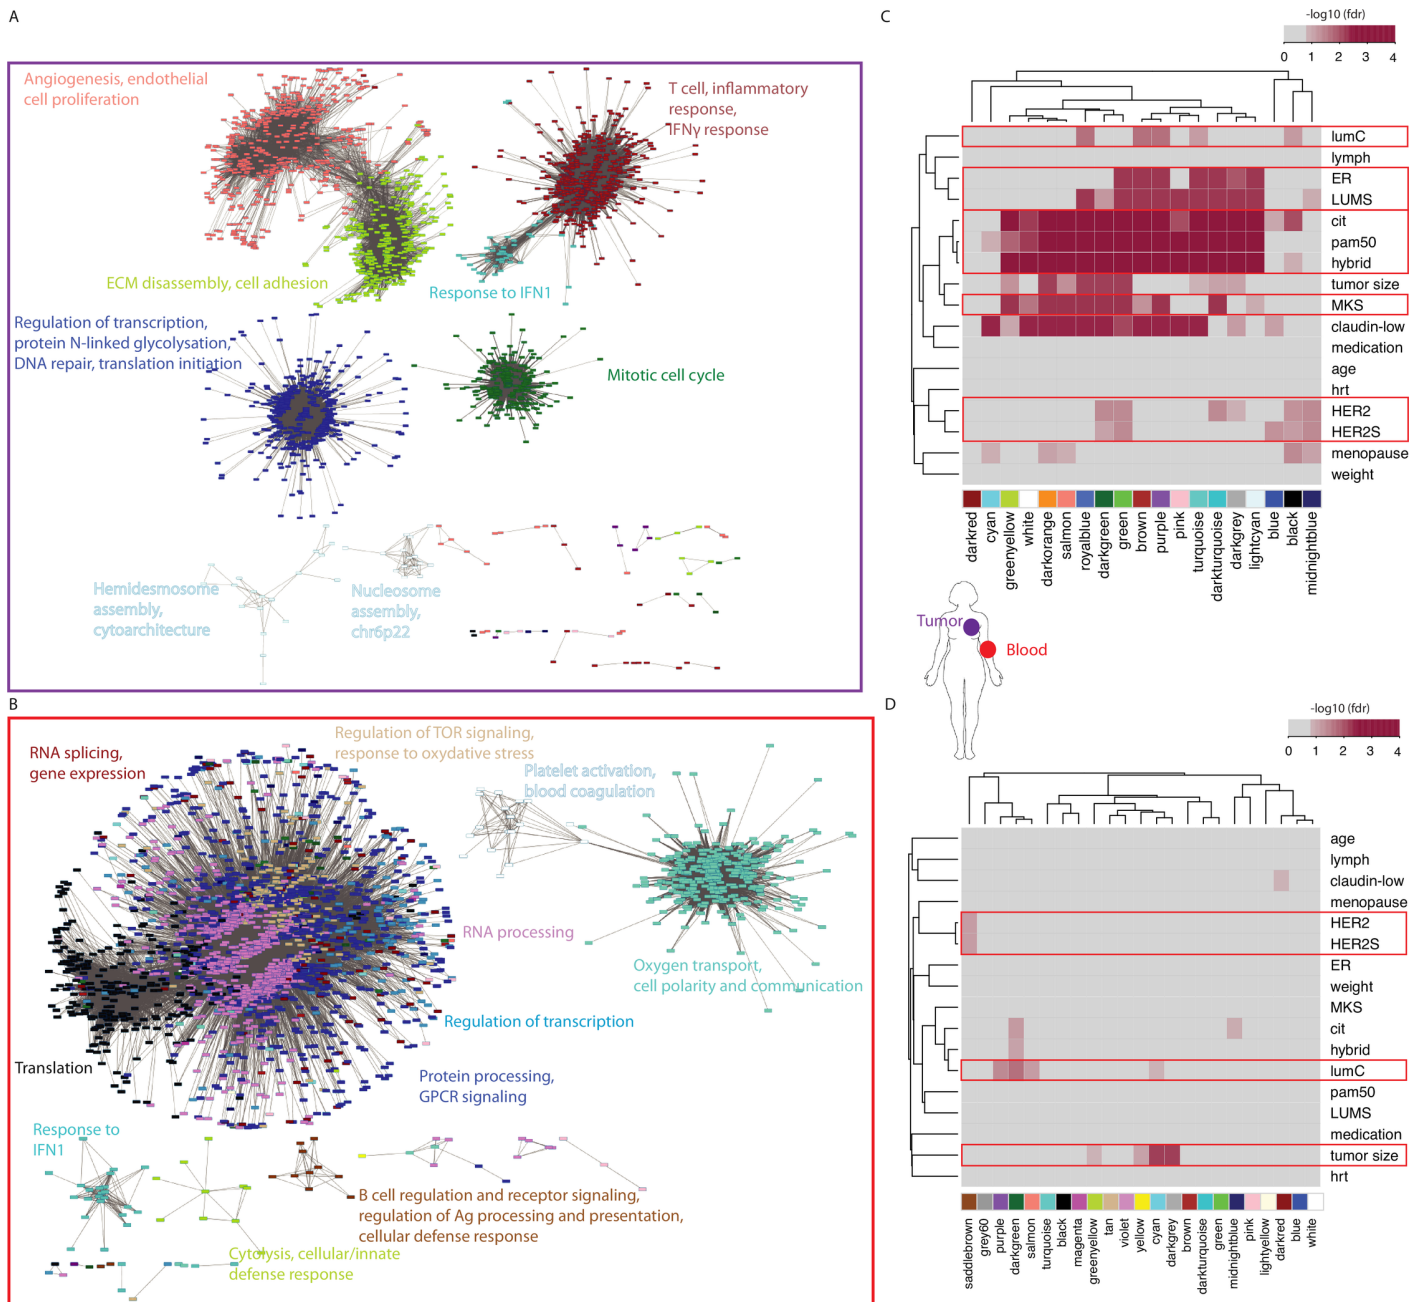 A
Angiogenesis, endothelial
cell proliferation
T cell, inflammatory
response,
IFNγ response
ECM disassembly, cell adhesion
Response to IFN1
Regulation of transcription,
protein N-linked glycolysation,
DNA repair, translation initiation
Mitotic cell cycle
Hemidesmosome
assembly,
cytoarchitecture
Nucleosome
assembly,
chr6p22
B
RNA splicing,
gene expression
Regulation of TOR signaling,
response to oxydative stress
Platelet activation,
blood coagulation
RNA processing
Oxygen transport,
cell polarity and communication
Regulation of transcription
Translation
Protein processing,
GPCR signaling
Response to
IFN1
B cell regulation and receptor signaling,
regulation of Ag processing and presentation,
cellular defense response
Cytolysis, cellular/innate
defense response
C
-log10 (fdr)
0 1 2 3 4
lumC
lymph
ER
LUMS
cit
pam50
hybrid
tumor size
MKS
claudin-low
medication
age
hrt
HER2
HER2S
menopause
weight
darkred
cyan
greenyellow
white
darkorange
salmon
royalblue
darkgreen
green
brown
purple
pink
turquoise
darkturquoise
darkgrey
lightcyan
blue
black
midnightblue
Tumor
Blood
D
-log10 (fdr)
0 1 2 3 4
age
lymph
claudin-low
menopause
HER2
HER2S
ER
weight
MKS
cit
hybrid
lumC
pam50
LUMS
medication
tumor size
hrt
saddlebrown
grey60
purple
darkgreen
salmon
turquoise
black
magenta
greenyellow
tan
violet
yellow
cyan
darkgrey
brown
darkturquoise
green
midnightblue
pink
lightyellow
darkred
blue
white